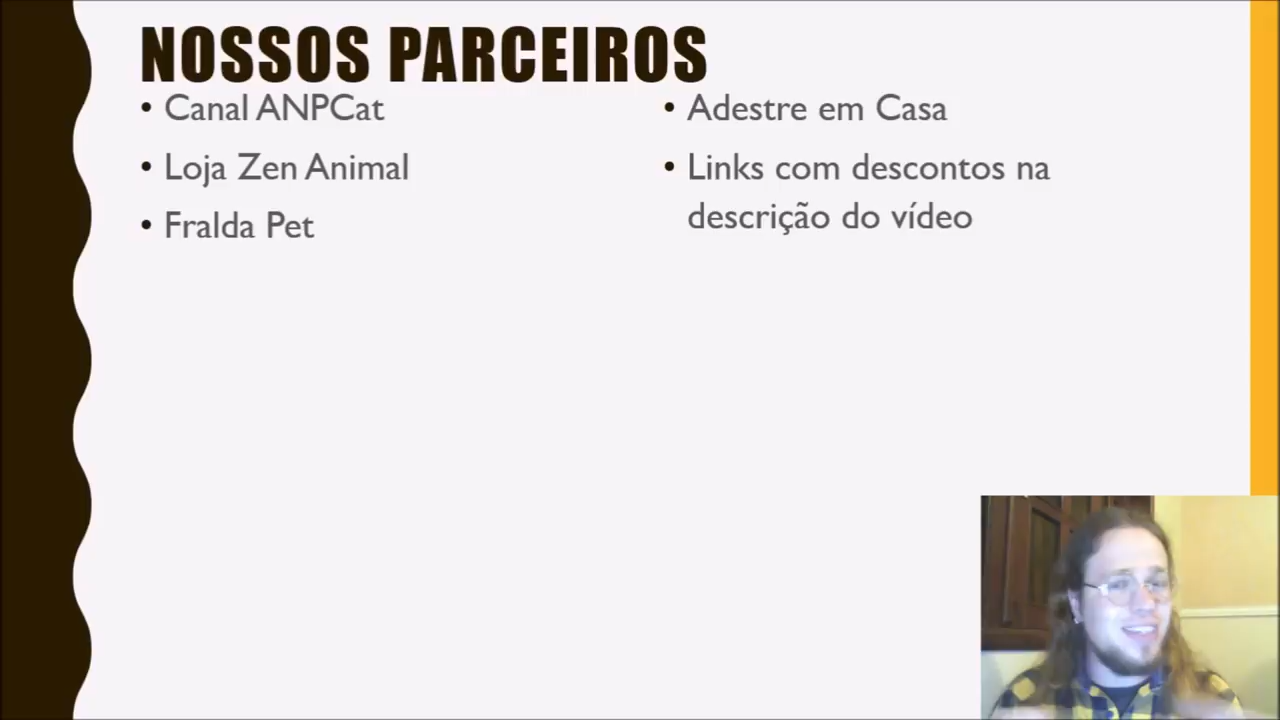 NOSSOS PARCEIROS
• Canal ANPCat
• Loja Zen Animal
• Fralda Pet
• Adestre em Casa
• Links com descontos na
descrição do vídeo